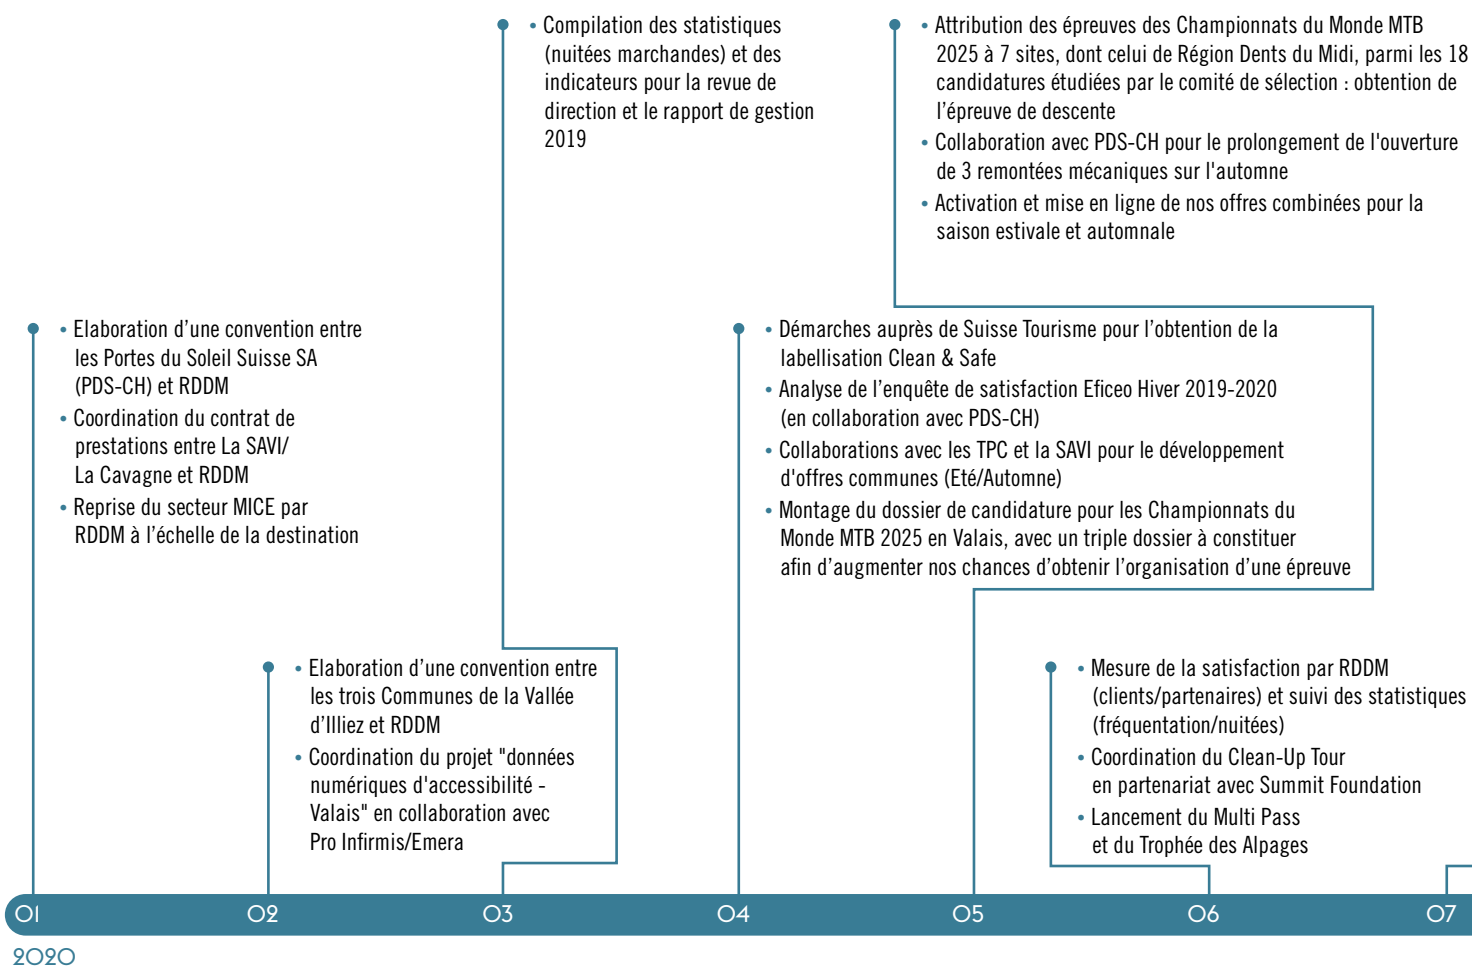 • Compilation des statistiques
(nuitées marchandes) et des
indicateurs pour la revue de
direction et le rapport de gestion
2019
• Attribution des épreuves des Championnats du Monde MTB
2025 à 7 sites, dont celui de Région Dents du Midi, parmi les 18
candidatures étudiées par le comité de sélection : obtention de
l’épreuve de descente
• Collaboration avec PDS-CH pour le prolongement de l'ouverture
de 3 remontées mécaniques sur l'automne
• Activation et mise en ligne de nos offres combinées pour la
saison estivale et automnale
• Elaboration d’une convention entre
les Portes du Soleil Suisse SA
(PDS-CH) et RDDM
• Coordination du contrat de
prestations entre La SAVI/
La Cavagne et RDDM
• Reprise du secteur MICE par
RDDM à l’échelle de la destination
• Démarches auprès de Suisse Tourisme pour l’obtention de la
labellisation Clean & Safe
• Analyse de l’enquête de satisfaction Eficeo Hiver 2019-2020
(en collaboration avec PDS-CH)
• Collaborations avec les TPC et la SAVI pour le développement
d'offres communes (Eté/Automne)
• Montage du dossier de candidature pour les Championnats du
Monde MTB 2025 en Valais, avec un triple dossier à constituer
afin d’augmenter nos chances d’obtenir l’organisation d’une épreuve
• Elaboration d’une convention entre
les trois Communes de la Vallée
d’Illiez et RDDM
• Coordination du projet "données
numériques d'accessibilité -
Valais" en collaboration avec
Pro Infirmis/Emera
• Mesure de la satisfaction par RDDM
(clients/partenaires) et suivi des statistiques
(fréquentation/nuitées)
• Coordination du Clean-Up Tour
en partenariat avec Summit Foundation
• Lancement du Multi Pass
et du Trophée des Alpages
01 02 03 04 05 06 07
2020